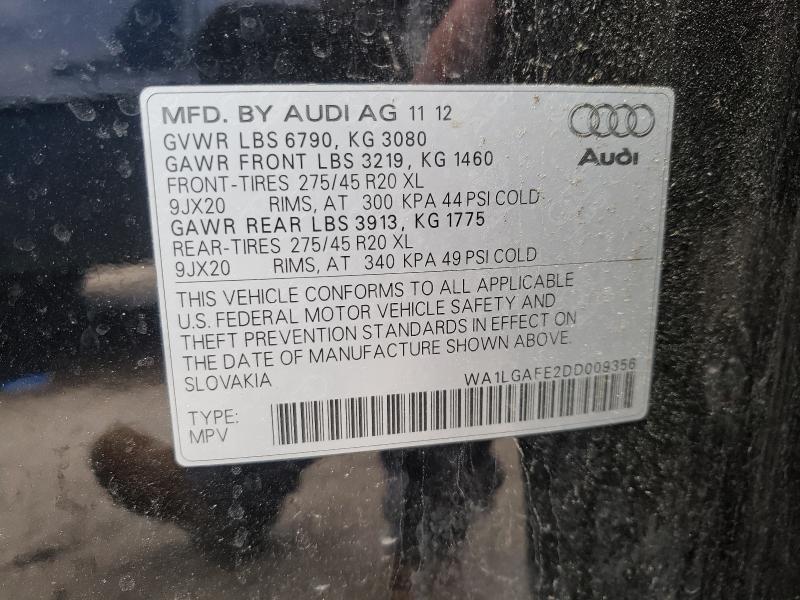 MFD. BY AUDI AG 11 12
GVWR LBS 6790, KG 3080
GAWR FRONT LBS 3219, KG 1460
FRONT-TIRES 275/45 R20 XL
9JX20 RIMS, AT 300 KPA 44 PSI COLD
GAWR REAR LBS 3913, KG 1775
REAR-TIRES 275/45 R20 XL
9JX20 RIMS, AT 340 KPA 49 PSI COLD
Audi
THIS VEHICLE CONFORMS TO ALL APPLICABLE
U.S. FEDERAL MOTOR VEHICLE SAFETY AND
THEFT PREVENTION STANDARDS IN EFFECT ON
THE DATE OF MANUFACTURE SHOWN ABOVE.
SLOVAKIA WA1LGAFE2DD009356
TYPE:
MPV